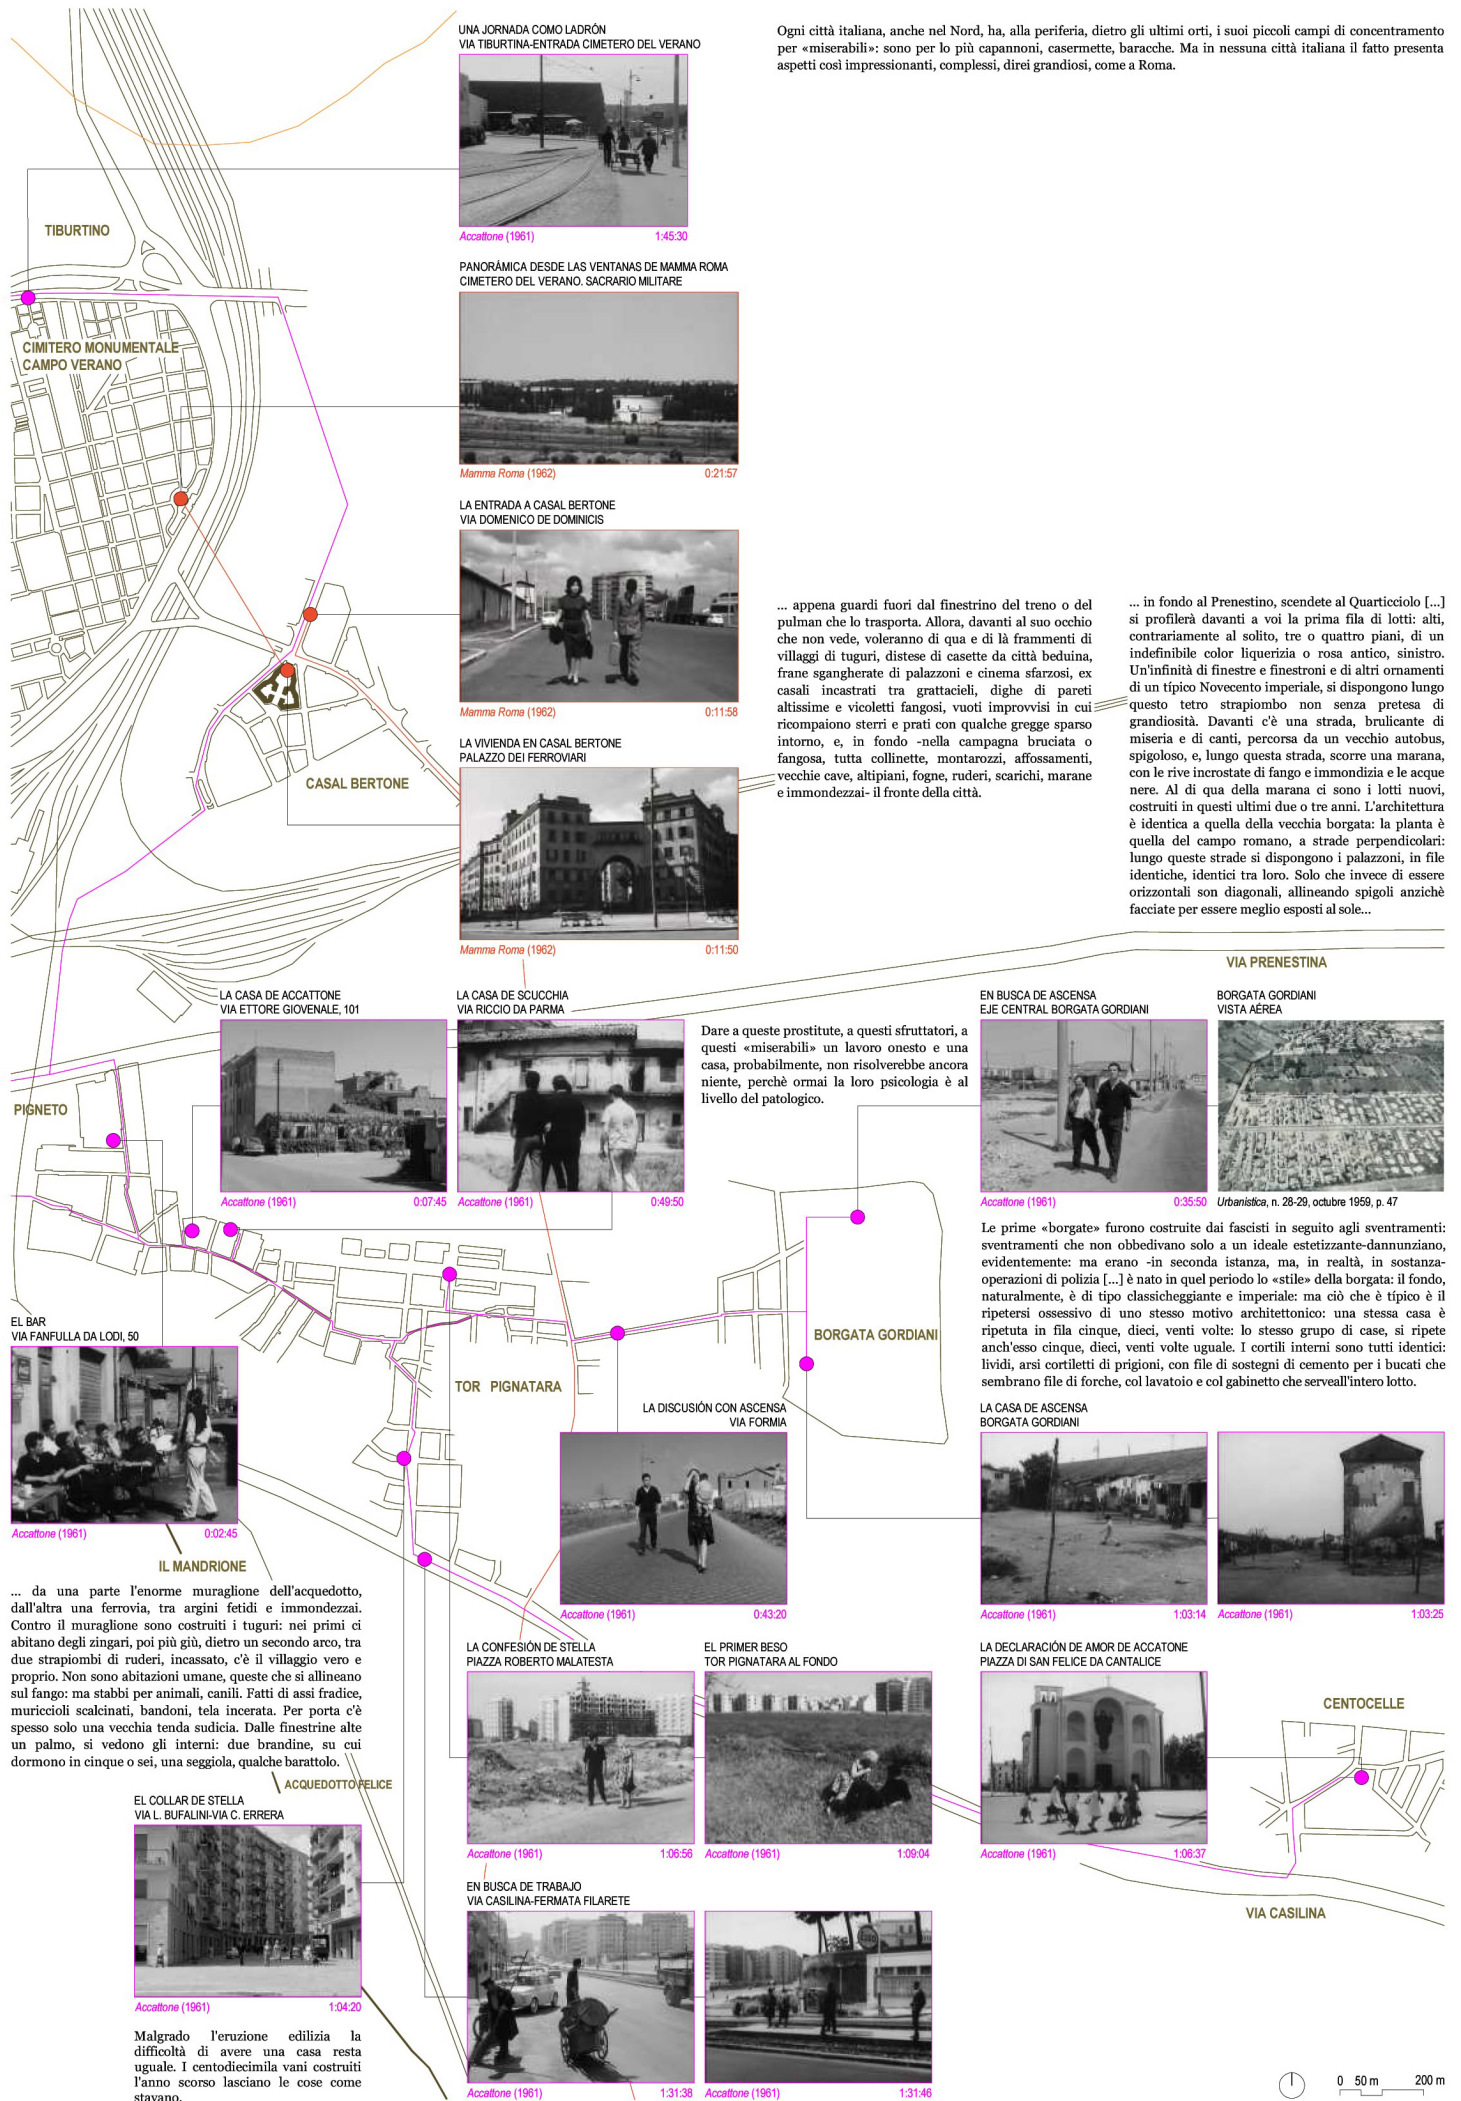 UNA JORNADA COMO LADRÓN
VIA TIBURTINA-ENTRADA CIMETERO DEL VERANO
Accattone (1961) 1:45:30
Ogni città italiana, anche nel Nord, ha, alla periferia, dietro gli ultimi orti, i suoi piccoli campi di concentramento
per «miserabili»: sono per lo più capannoni, casermette, baracche. Ma in nessuna città italiana il fatto presenta
aspetti così impressionanti, complessi, direi grandiosi, come a Roma.
TIBURTINO
PANORÁMICA DESDE LAS VENTANAS DE MAMMA ROMA
CIMETERO DEL VERANO. SACRARIO MILITARE
Mamma Roma (1962) 0:21:57
CIMITERO MONUMENTALE
CAMPO VERANO
LA ENTRADA A CASAL BERTONE
VIA DOMENICO DE DOMINICIS
Mamma Roma (1962) 0:11:58
LA VIVIENDA EN CASAL BERTONE
PALAZZO DEI FERROVIARI
Mamma Roma (1962) 0:11:50
CASAL BERTONE
... appena guardi fuori dal finestrino del treno o del
pulman che lo trasporta. Allora, davanti al suo occhio
che non vede, voleranno di qua e di là frammenti di
villaggi di tuguri, distese di casette da città beduina,
frane sgangherate di palazzoni e cinema sfarzosi, ex
casali incastrati tra grattacieli, dighe di pareti
altissime e vicoletti fangosi, vuoti improvvisi in cui
ricompaiono sterri e prati con qualche gregge sparso
intorno, e, in fondo -nella campagna bruciata o
fangosa, tutta collinette, montarozzi, affossamenti,
vecchie cave, altipiani, fogne, ruderi, scarichi, marane
e immondezzai- il fronte della città.
... in fondo al Prenestino, scendete al Quarticciolo [...]
si profilerà davanti a voi la prima fila di lotti: alti,
contrariamente al solito, tre o quattro piani, di un
indefinibile color liquerizia o rosa antico, sinistro.
Un'infinità di finestre e finestroni e di altri ornamenti
di un típico Novecento imperiale, si dispongono lungo
questo tetro strapiombo non senza pretesa di
grandiosità. Davanti c'è una strada, brulicante di
miseria e di canti, percorsa da un vecchio autobus,
spigoloso, e, lungo questa strada, scorre una marana,
con le rive incrostate di fango e immondizia e le acque
nere. Al di qua della marana ci sono i lotti nuovi,
costruiti in questi ultimi due o tre anni. L'architettura
è identica a quella della vecchia borgata: la planta è
quella del campo romano, a strade perpendicolari:
lungo queste strade si dispongono i palazzoni, in file
identiche, identici tra loro. Solo che invece di essere
orizzontali son diagonali, allineando spigoli anzichè
facciate per essere meglio esposti al sole...
VIA PRENESTINA
LA CASA DE ACCATTONE
VIA ETTORE GIOVENALE, 101
Accattone (1961) 0:07:45
LA CASA DE SCUCCHIA
VIA RICCIO DA PARMA
Accattone (1961) 0:49:50
Dare a queste prostitute, a questi sfruttatori, a
questi «miserabili» un lavoro onesto e una
casa, probabilmente, non risolverebbe ancora
niente, perchè ormai la loro psicologia è al
livello del patologico.
EN BUSCA DE ASCENSA
EJE CENTRAL BORGATA GORDIANI
Accattone (1961) 0:35:50
BORGATA GORDIANI
VISTA AÉREA
Urbanistica, n. 28-29, octubre 1959, p. 47
PIGNETO
Le prime «borgate» furono costruite dai fascisti in seguito agli sventramenti:
sventramenti che non obbedivano solo a un ideale estetizzante-dannunziano,
evidentemente: ma erano -in seconda istanza, ma, in realtà, in sostanza-
operazioni di polizia [...] è nato in quel periodo lo «stile» della borgata: il fondo,
naturalmente, è di tipo classicheggiante e imperiale: ma ciò che è típico è il
ripetersi ossessivo di uno stesso motivo architettonico: una stessa casa è
ripetuta in fila cinque, dieci, venti volte: lo stesso grupo di case, si ripete
anch'esso cinque, dieci, venti volte uguale. I cortili interni sono tutti identici:
lividi, arsi cortiletti di prigioni, con file di sostegni di cemento per i bucati che
sembrano file di forche, col lavatoio e col gabinetto che serveall'intero lotto.
EL BAR
VIA FANFULLA DA LODI, 50
Accattone (1961) 0:02:45
BORGATA GORDIANI
TOR PIGNATARA
LA DISCUSIÓN CON ASCENSA
VIA FORMIA
Accattone (1961) 0:43:20
LA CASA DE ASCENSA
BORGATA GORDIANI
Accattone (1961) 1:03:14
Accattone (1961) 1:03:25
IL MANDRIONE
... da una parte l'enorme muraglione dell'acquedotto,
dall'altra una ferrovia, tra argini fetidi e immondezzai.
Contro il muraglione sono costruiti i tuguri: nei primi ci
abitano degli zingari, poi più giù, dietro un secondo arco, tra
due strapiombi di ruderi, incassato, c'è il villaggio vero e
proprio. Non sono abitazioni umane, queste che si allineano
sul fango: ma stabbi per animali, canili. Fatti di assi fradice,
muriccioli scalcinati, bandoni, tela incerata. Per porta c'è
spesso solo una vecchia tenda sudicia. Dalle finestrine alte
un palmo, si vedono gli interni: due brandine, su cui
dormono in cinque o sei, una seggiola, qualche barattolo.
ACQUEDOTTO FELICE
LA CONFESIÓN DE STELLA
PIAZZA ROBERTO MALATESTA
Accattone (1961) 1:06:56
EL PRIMER BESO
TOR PIGNATARA AL FONDO
Accattone (1961) 1:09:04
LA DECLARACIÓN DE AMOR DE ACCATONE
PIAZZA DI SAN FELICE DA CANTALICE
Accattone (1961) 1:06:37
CENTOCELLE
EL COLLAR DE STELLA
VIA L. BUFALINI-VIA C. ERRERA
Accattone (1961) 1:04:20
EN BUSCA DE TRABAJO
VIA CASILINA-FERMATA FILARETE
Accattone (1961) 1:31:38
Accattone (1961) 1:31:46
VIA CASILINA
Malgrado l'eruzione edilizia la
difficoltà di avere una casa resta
uguale. I centodiecimila vani costruiti
l'anno scorso lasciano le cose come
stavano.
0 50 m 200 m